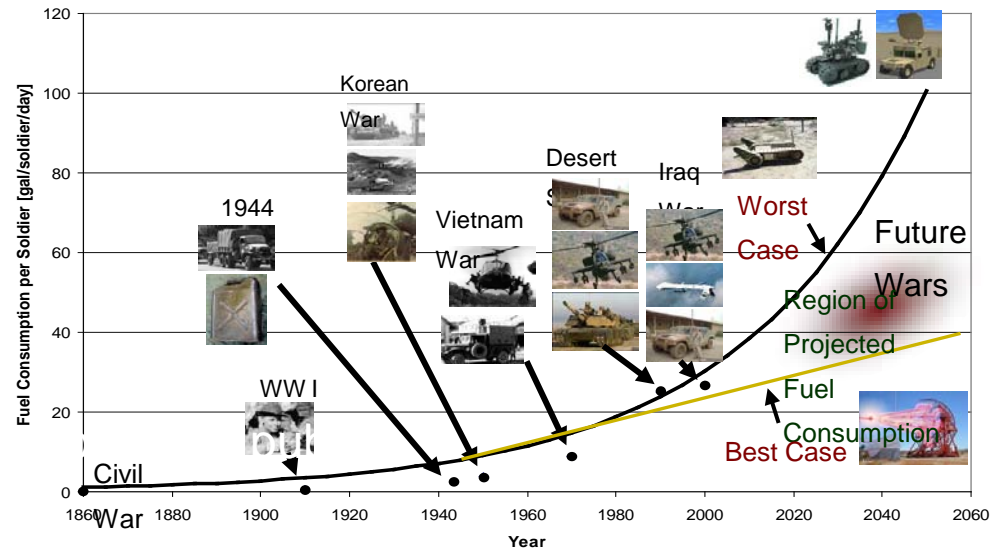 120
100
80
60
40
20
0
Fuel Consumption per Soldier [gal/soldier/day]
1860
1880
1900
1920
1940
1960
1980
2000
2020
2040
2060
Year
Civil
War
WW I
1944
Korean
War
Vietnam
War
Desert
Iraq
War
Worst
Case
Future
Wars
Region of
Projected
Fuel
Consumption
Best Case